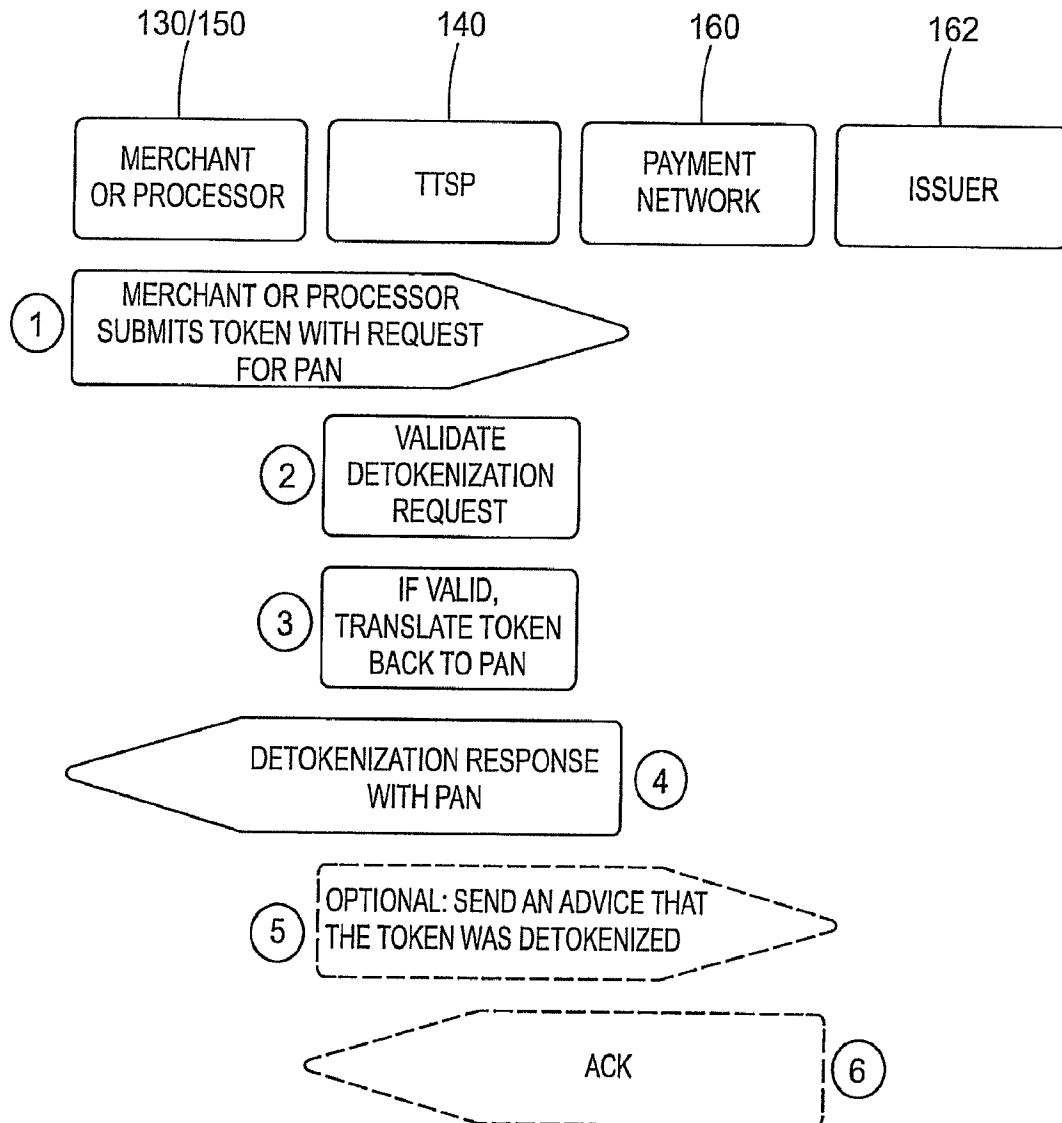 130/150
140
160
162
MERCHANT
OR PROCESSOR
TTSP
PAYMENT
NETWORK
ISSUER
1
MERCHANT OR PROCESSOR
SUBMITS TOKEN WITH REQUEST
FOR PAN
2
VALIDATE
DETOKENIZATION
REQUEST
3
IF VALID,
TRANSLATE TOKEN
BACK TO PAN
DETOKENIZATION RESPONSE
WITH PAN
4
5
OPTIONAL: SEND AN ADVICE THAT
THE TOKEN WAS DETOKENIZED
ACK
6